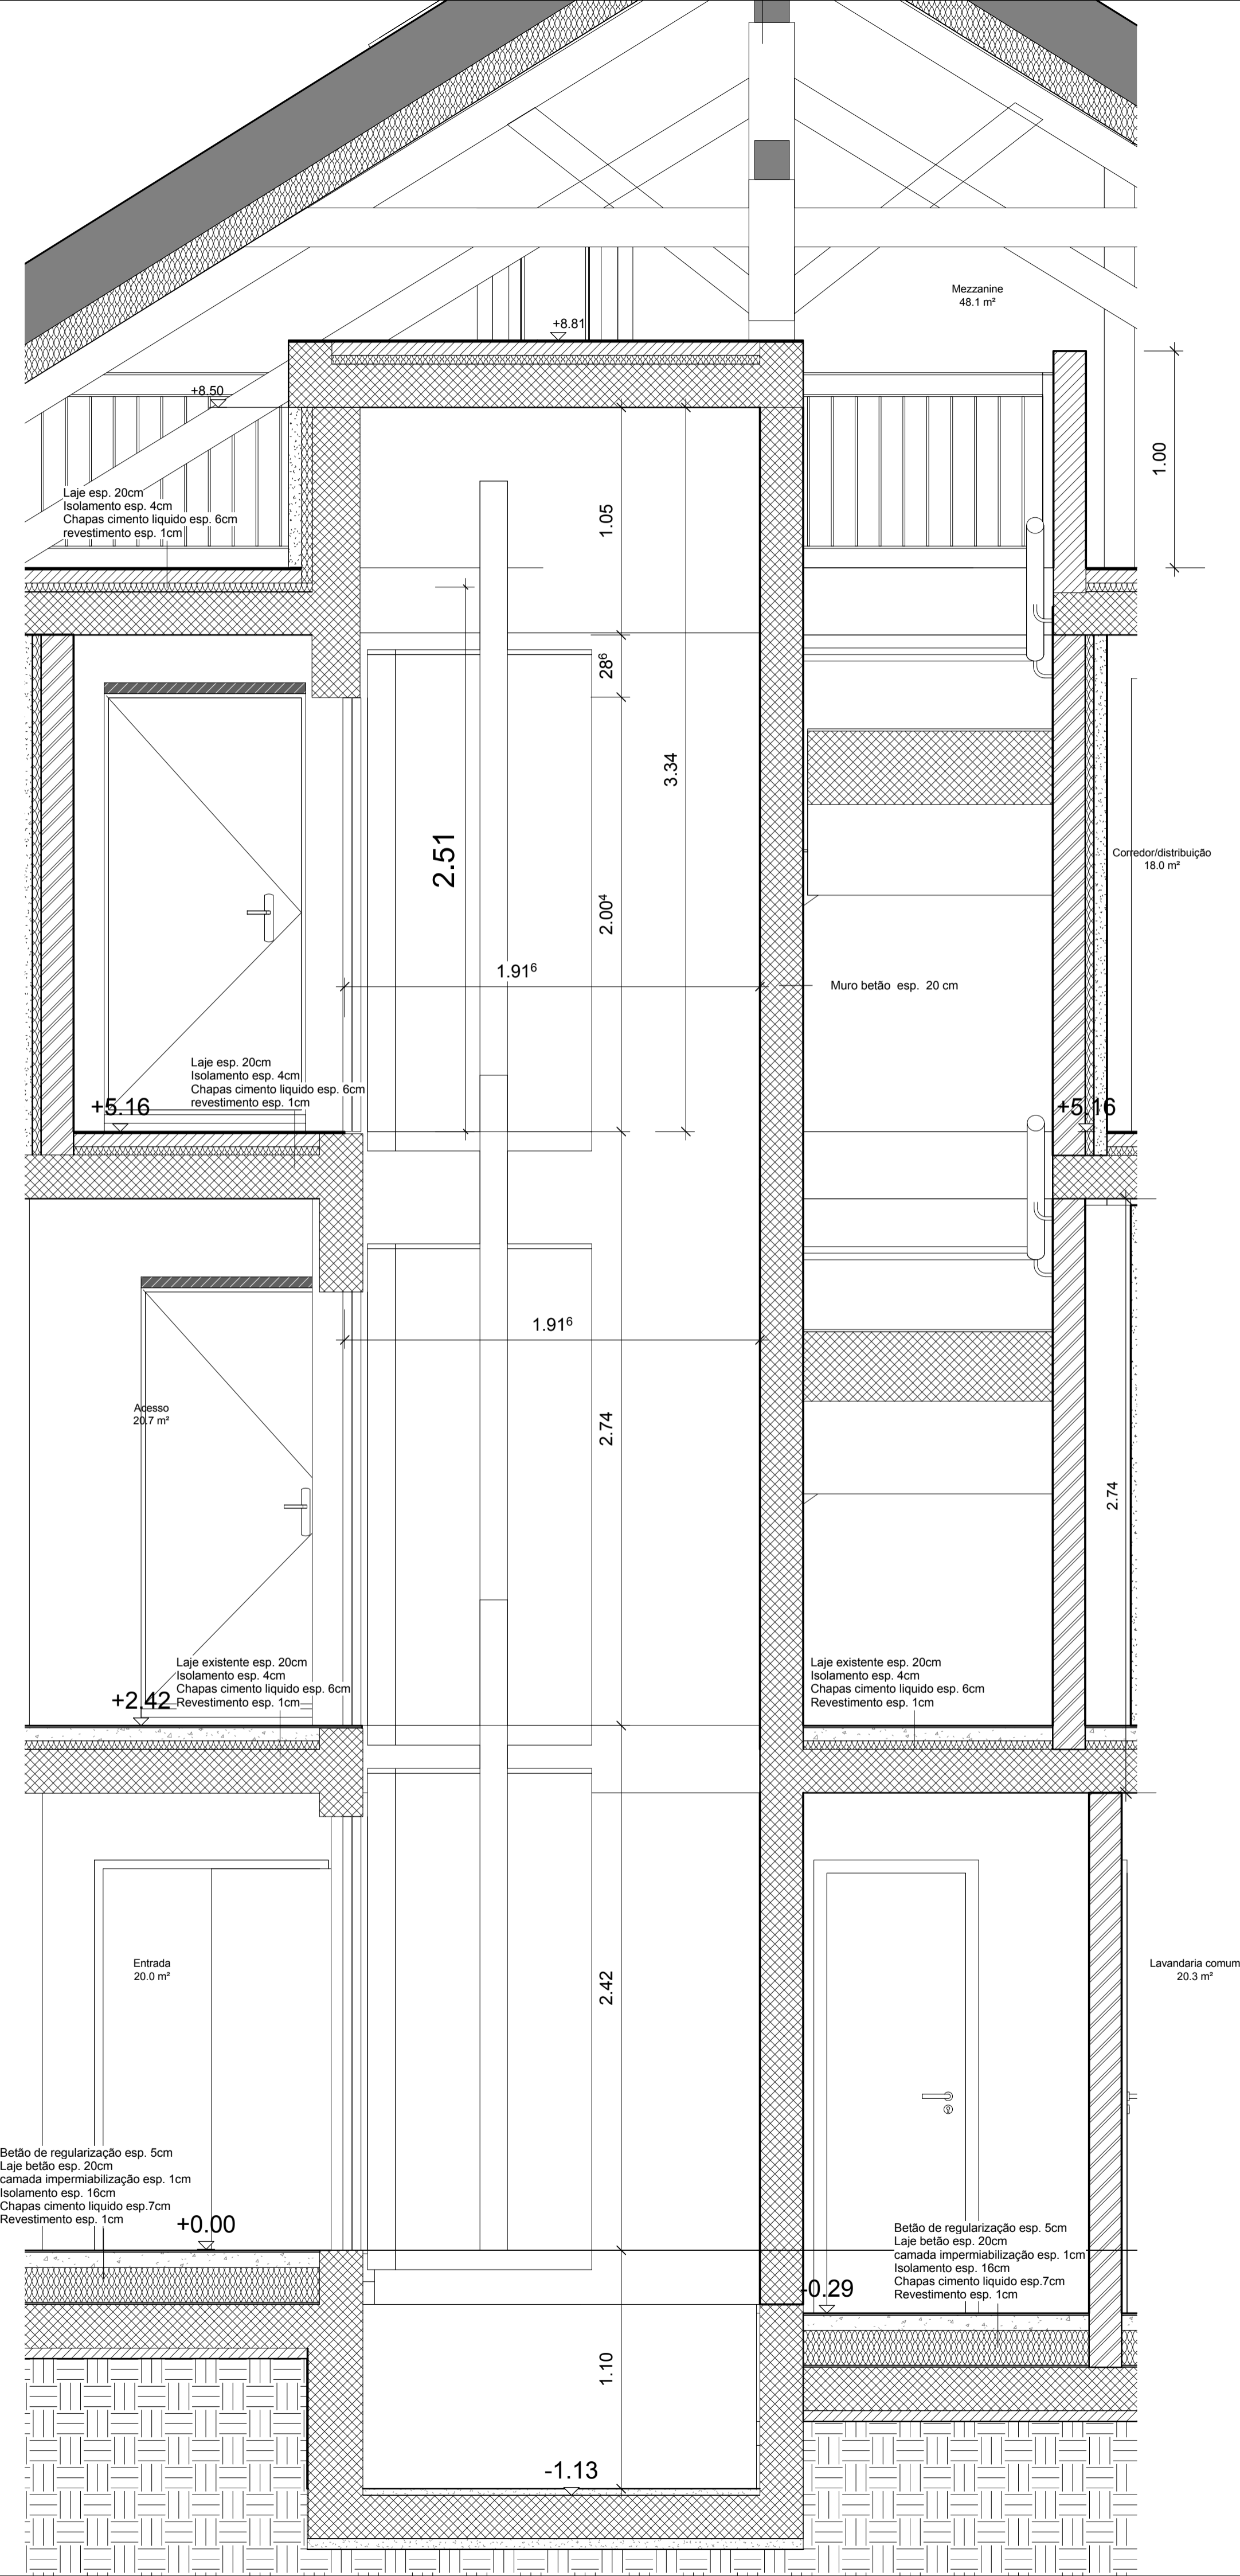 Mezzanine
48.1 m²
+8.81
+8.50
1.00
Laje esp. 20cm
Isolamento esp. 4cm
Chapas cimento liquido esp. 6cm
revestimento esp. 1cm
1.05
28⁶
3.34
2.51
2.00⁴
Corredor/distribuição
18.0 m²
1.91⁶
Muro betão esp. 20 cm
Laje esp. 20cm
Isolamento esp. 4cm
Chapas cimento liquido esp. 6cm
revestimento esp. 1cm
+5.16
+5.16
1.91⁶
Acesso
20.7 m²
2.74
2.74
Laje existente esp. 20cm
Isolamento esp. 4cm
Chapas cimento liquido esp. 6cm
Revestimento esp. 1cm
+2.42
Laje existente esp. 20cm
Isolamento esp. 4cm
Chapas cimento liquido esp. 6cm
Revestimento esp. 1cm
Entrada
20.0 m²
2.42
Lavandaria comum
20.3 m²
Betão de regularização esp. 5cm
Laje betão esp. 20cm
camada impermiabilização esp. 1cm
Isolamento esp. 16cm
Chapas cimento liquido esp.7cm
Revestimento esp. 1cm
+0.00
Betão de regularização esp. 5cm
Laje betão esp. 20cm
camada impermiabilização esp. 1cm
Isolamento esp. 16cm
Chapas cimento liquido esp.7cm
Revestimento esp. 1cm
-0.29
1.10
-1.13